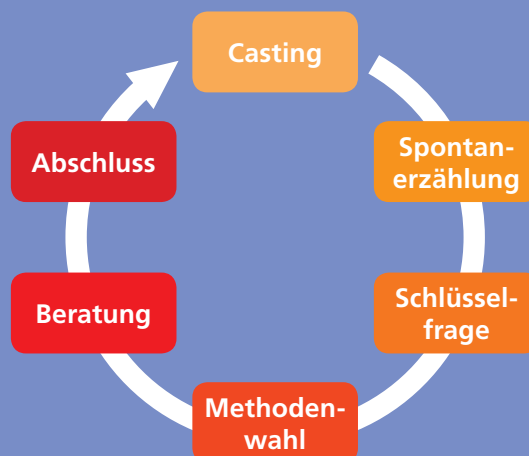 Casting
Spontan-
erzählung
Schlüssel-
frage
Methoden-
wahl
Beratung
Abschluss